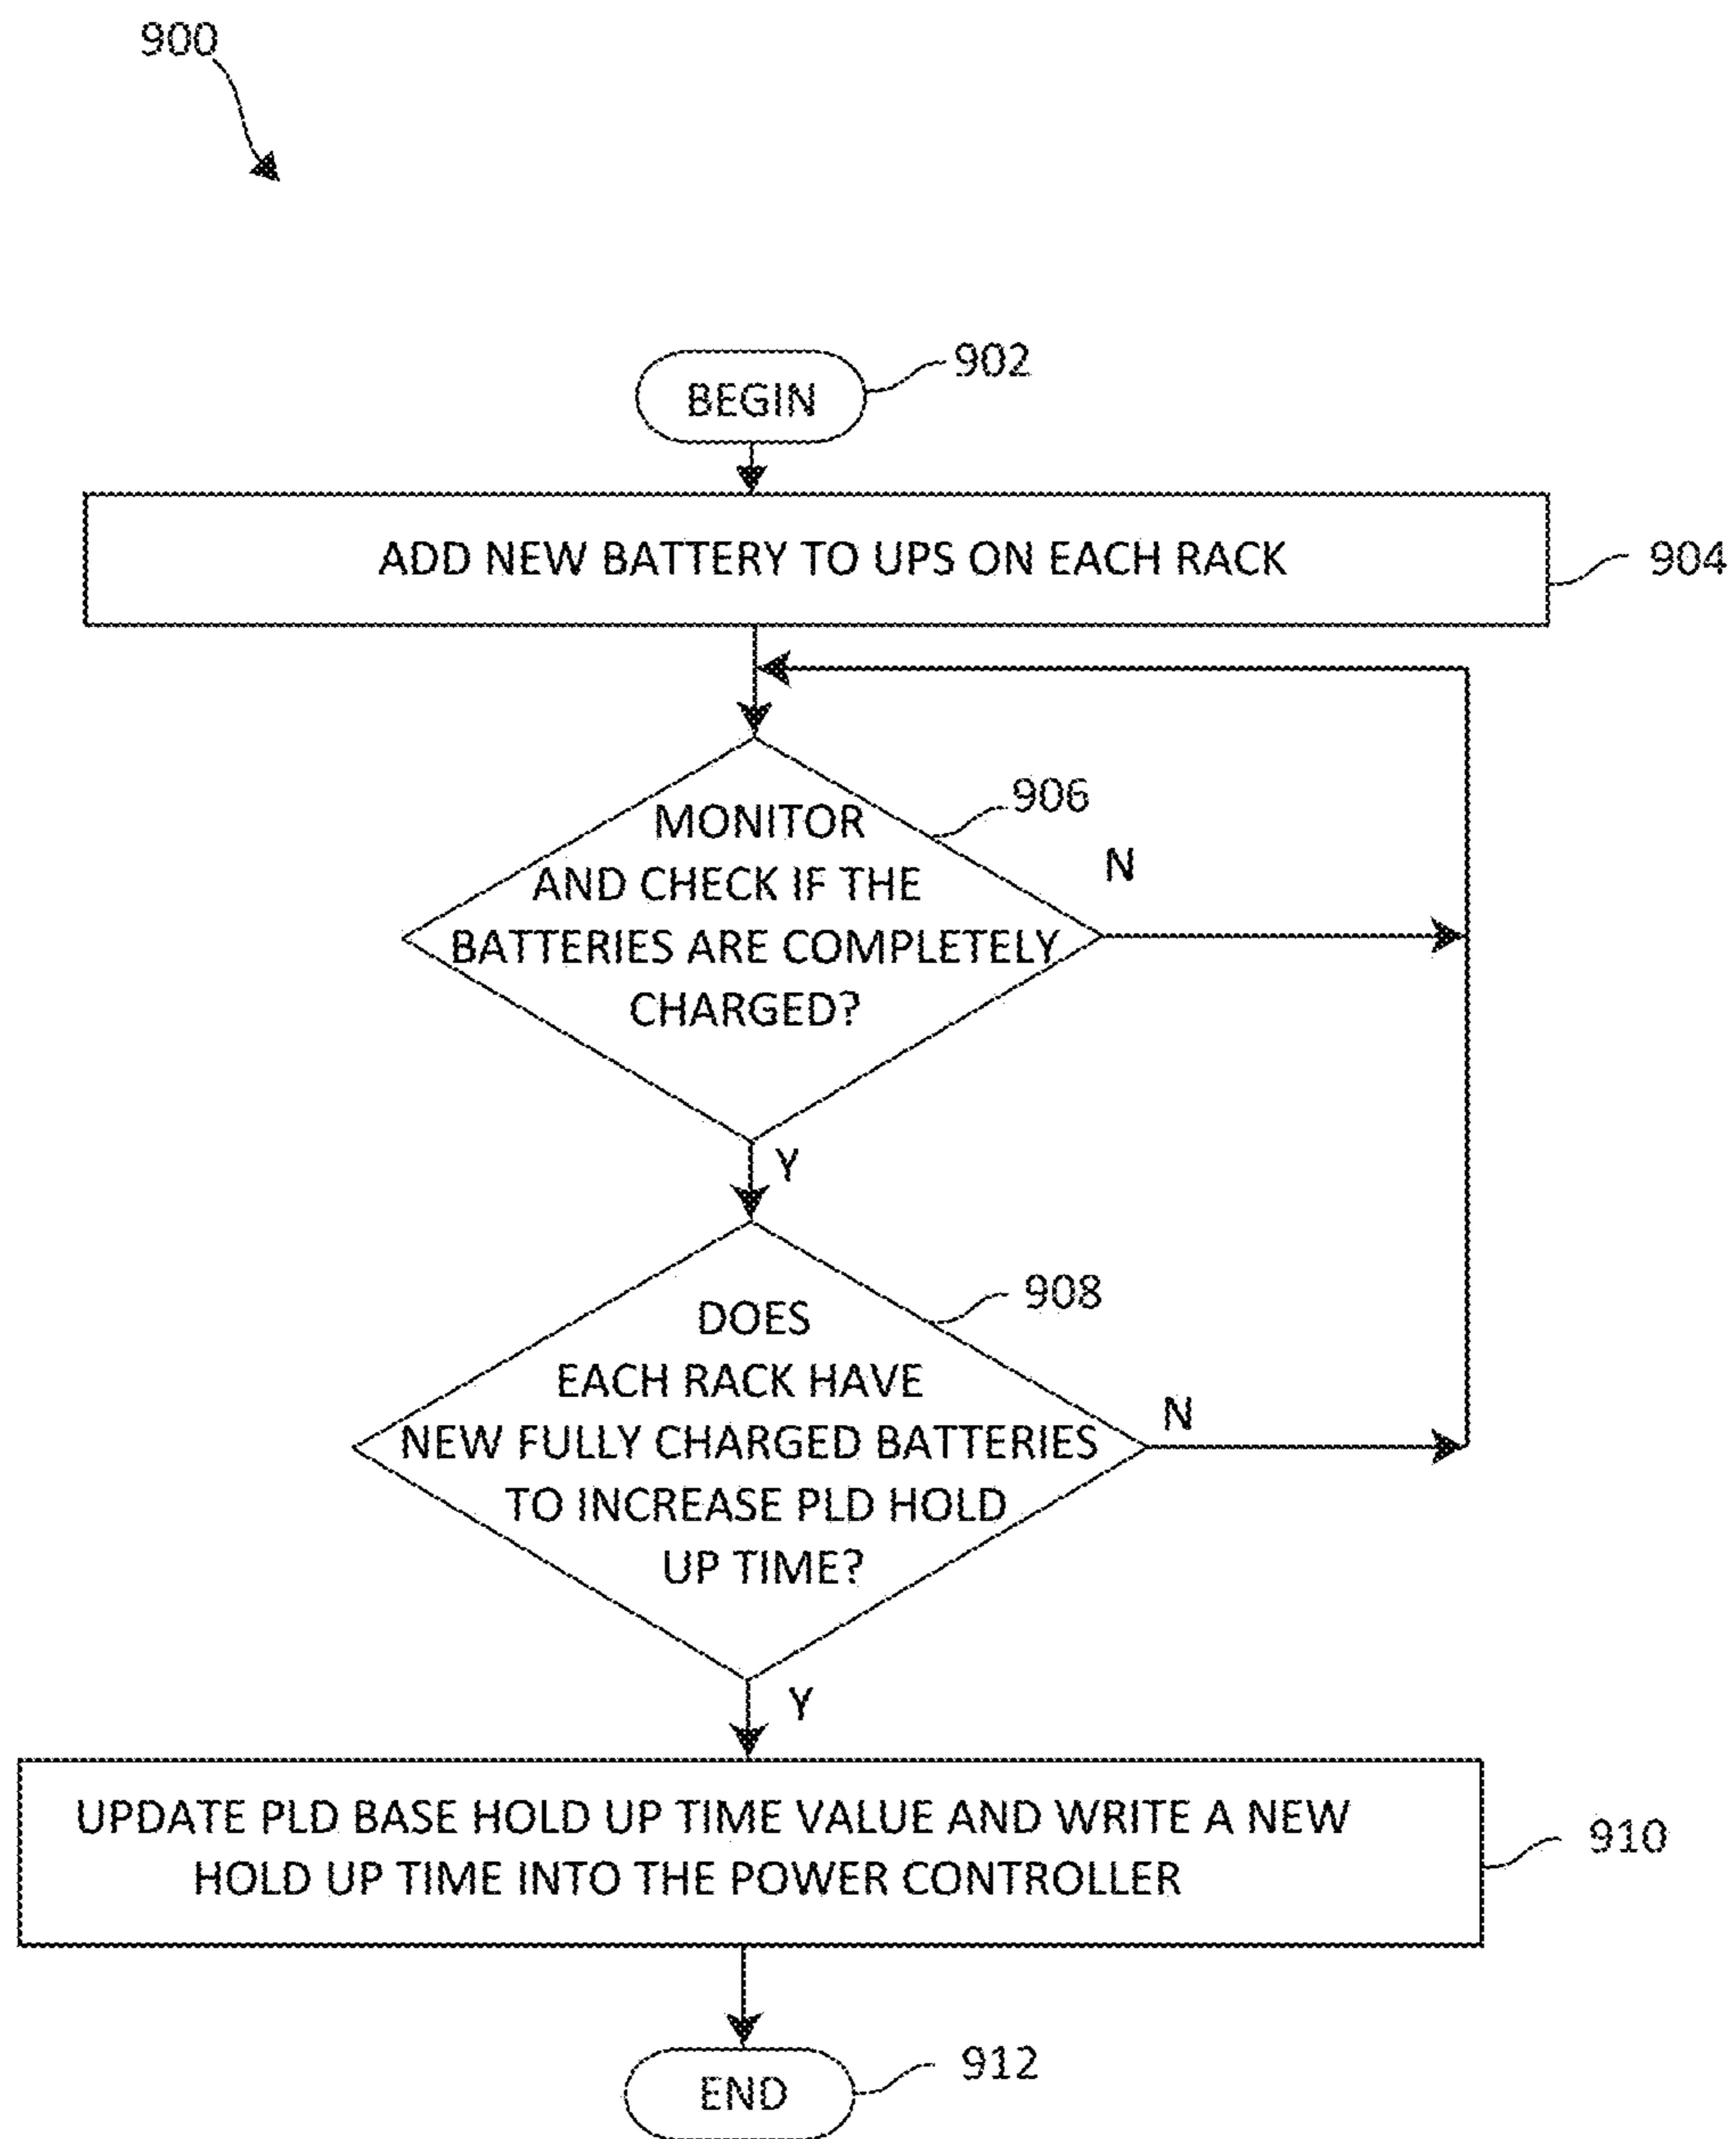 900
BEGIN
902
ADD NEW BATTERY TO UPS ON EACH RACK
904
MONITOR
AND CHECK IF THE
BATTERIES ARE COMPLETELY
CHARGED?
906
N
Y
DOES
EACH RACK HAVE
NEW FULLY CHARGED BATTERIES
TO INCREASE PLD HOLD
UP TIME?
908
N
Y
UPDATE PLD BASE HOLD UP TIME VALUE AND WRITE A NEW
HOLD UP TIME INTO THE POWER CONTROLLER
910
END
912